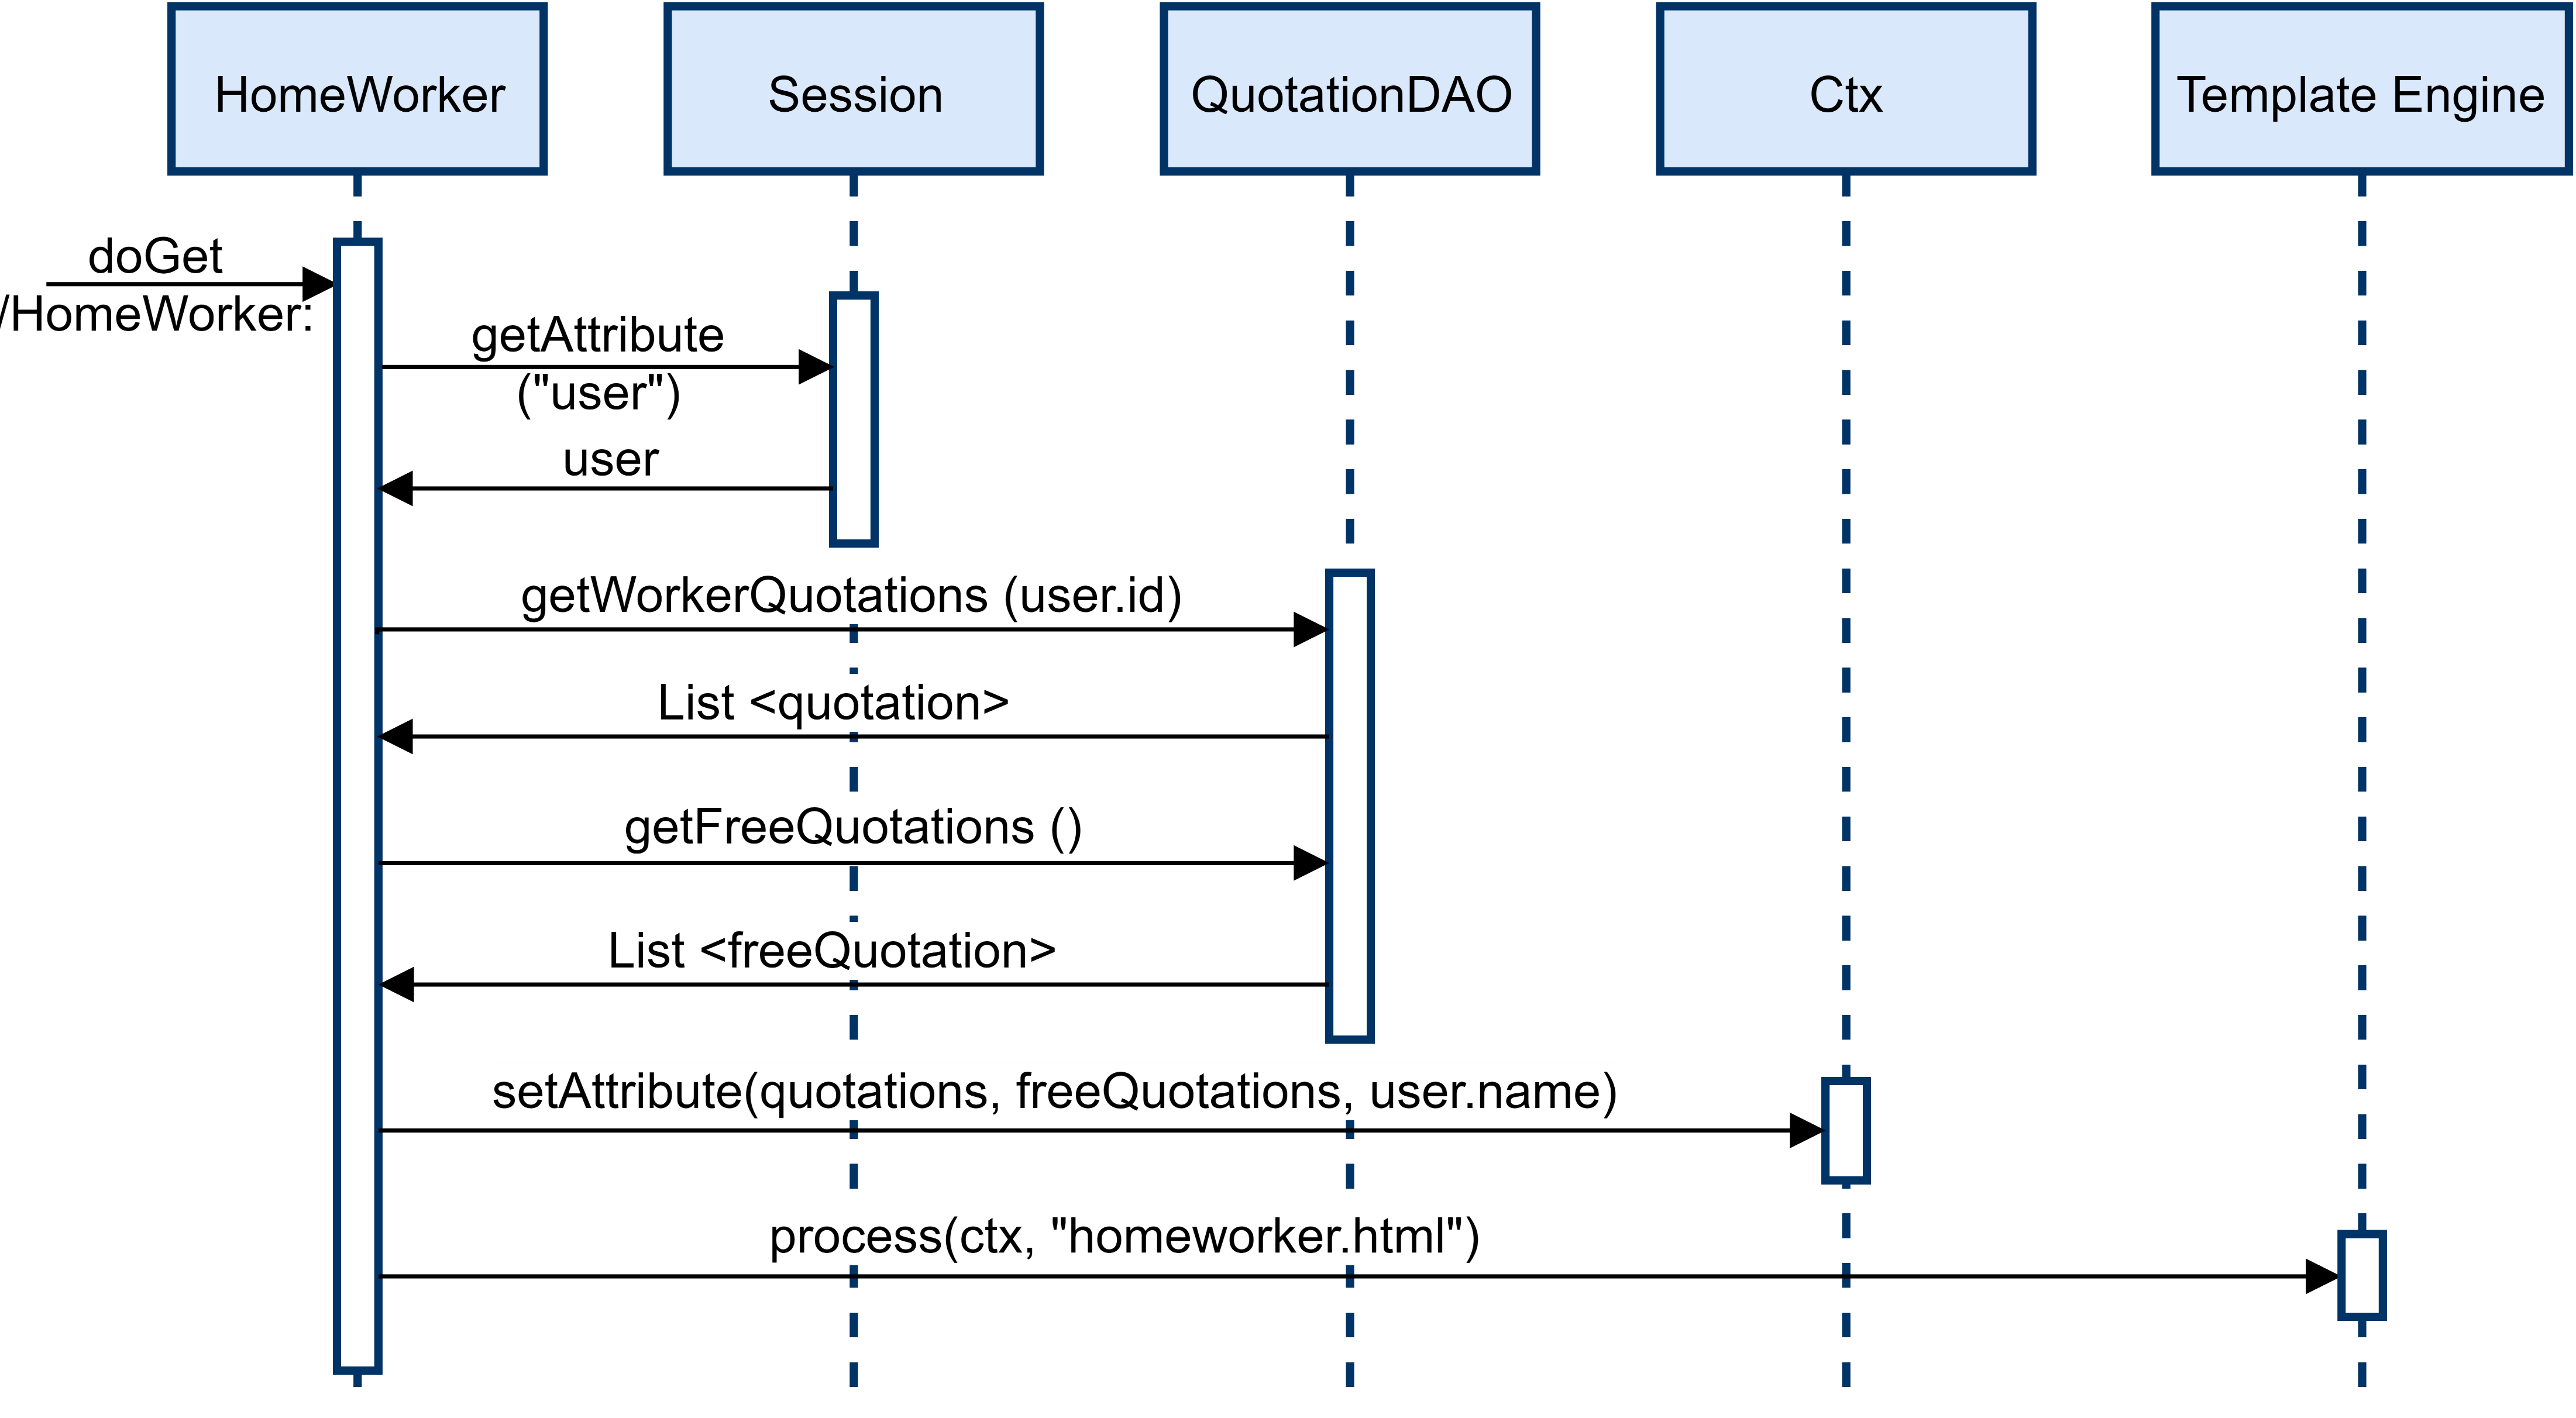 HomeWorker
Session
QuotationDAO
Ctx
Template Engine
doGet
/HomeWorker:
getAttribute
("user")
user
getWorkerQuotations (user.id)
List <quotation>
getFreeQuotations ()
List <freeQuotation>
setAttribute(quotations, freeQuotations, user.name)
process(ctx, "homeworker.html")